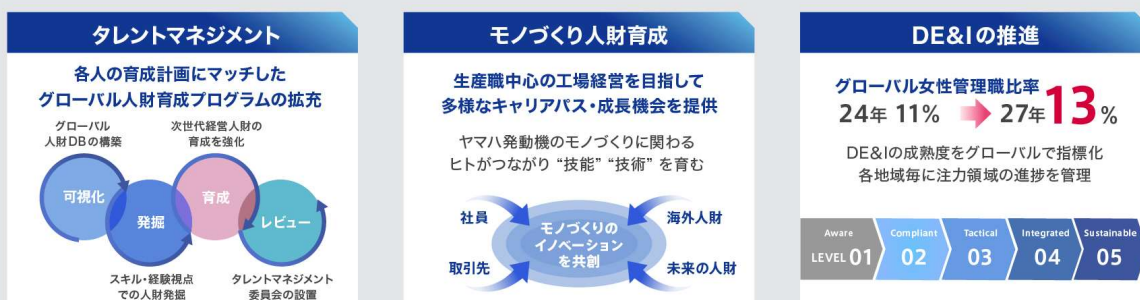 タレントマネジメント
各人の育成計画にマッチした
グローバル人財育成プログラムの拡充
グローバル
人財DBの構築
次世代経営人財の
育成を強化
可視化
発掘
育成
レビュー
スキル・経験視点
での人財発掘
タレントマネジメント
委員会の設置
モノづくり人財育成
生産職中心の工場経営を目指して
多様なキャリアパス・成長機会を提供
ヤマハ発動機のモノづくりに関わる
ヒトがつながり “技能” “技術” を育む
社員
海外人財
モノづくりの
イノベーション
を共創
取引先
未来の人財
DE&Iの推進
グローバル女性管理職比率
24年 11% 27年 13%
DE&Iの成熟度をグローバルで指標化
各地域毎に注力領域の進捗を管理
Aware
LEVEL 01
Compliant
02
Tactical
03
Integrated
04
Sustainable
05